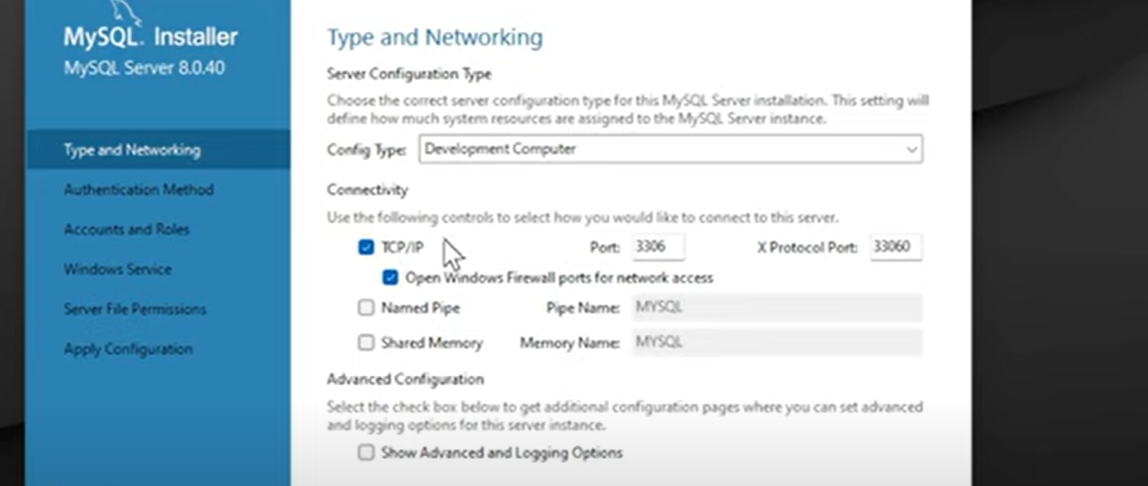 MySQL. Installer
MySQL Server 8.0.40
Type and Networking
Authentication Method
Accounts and Roles
Windows Service
Server File Permissions
Apply Configuration
Type and Networking
Server Configuration Type
Choose the correct server configuration type for this MySQL Server installation. This setting will
define how much system resources are assigned to the MySQL Server instance.
Config Type: Development Computer
Connectivity
Use the following controls to select how you would like to connect to this server.
TCP/IP Port: 3306 X Protocol Port: 33060
Open Windows Firewall ports for network access
Named Pipe Pipe Name: MYSQL
Shared Memory Memory Name: MYSQL
Advanced Configuration
Select the check box below to get additional configuration pages where you can set advanced
and logging options for this server instance.
Show Advanced and Logging Options